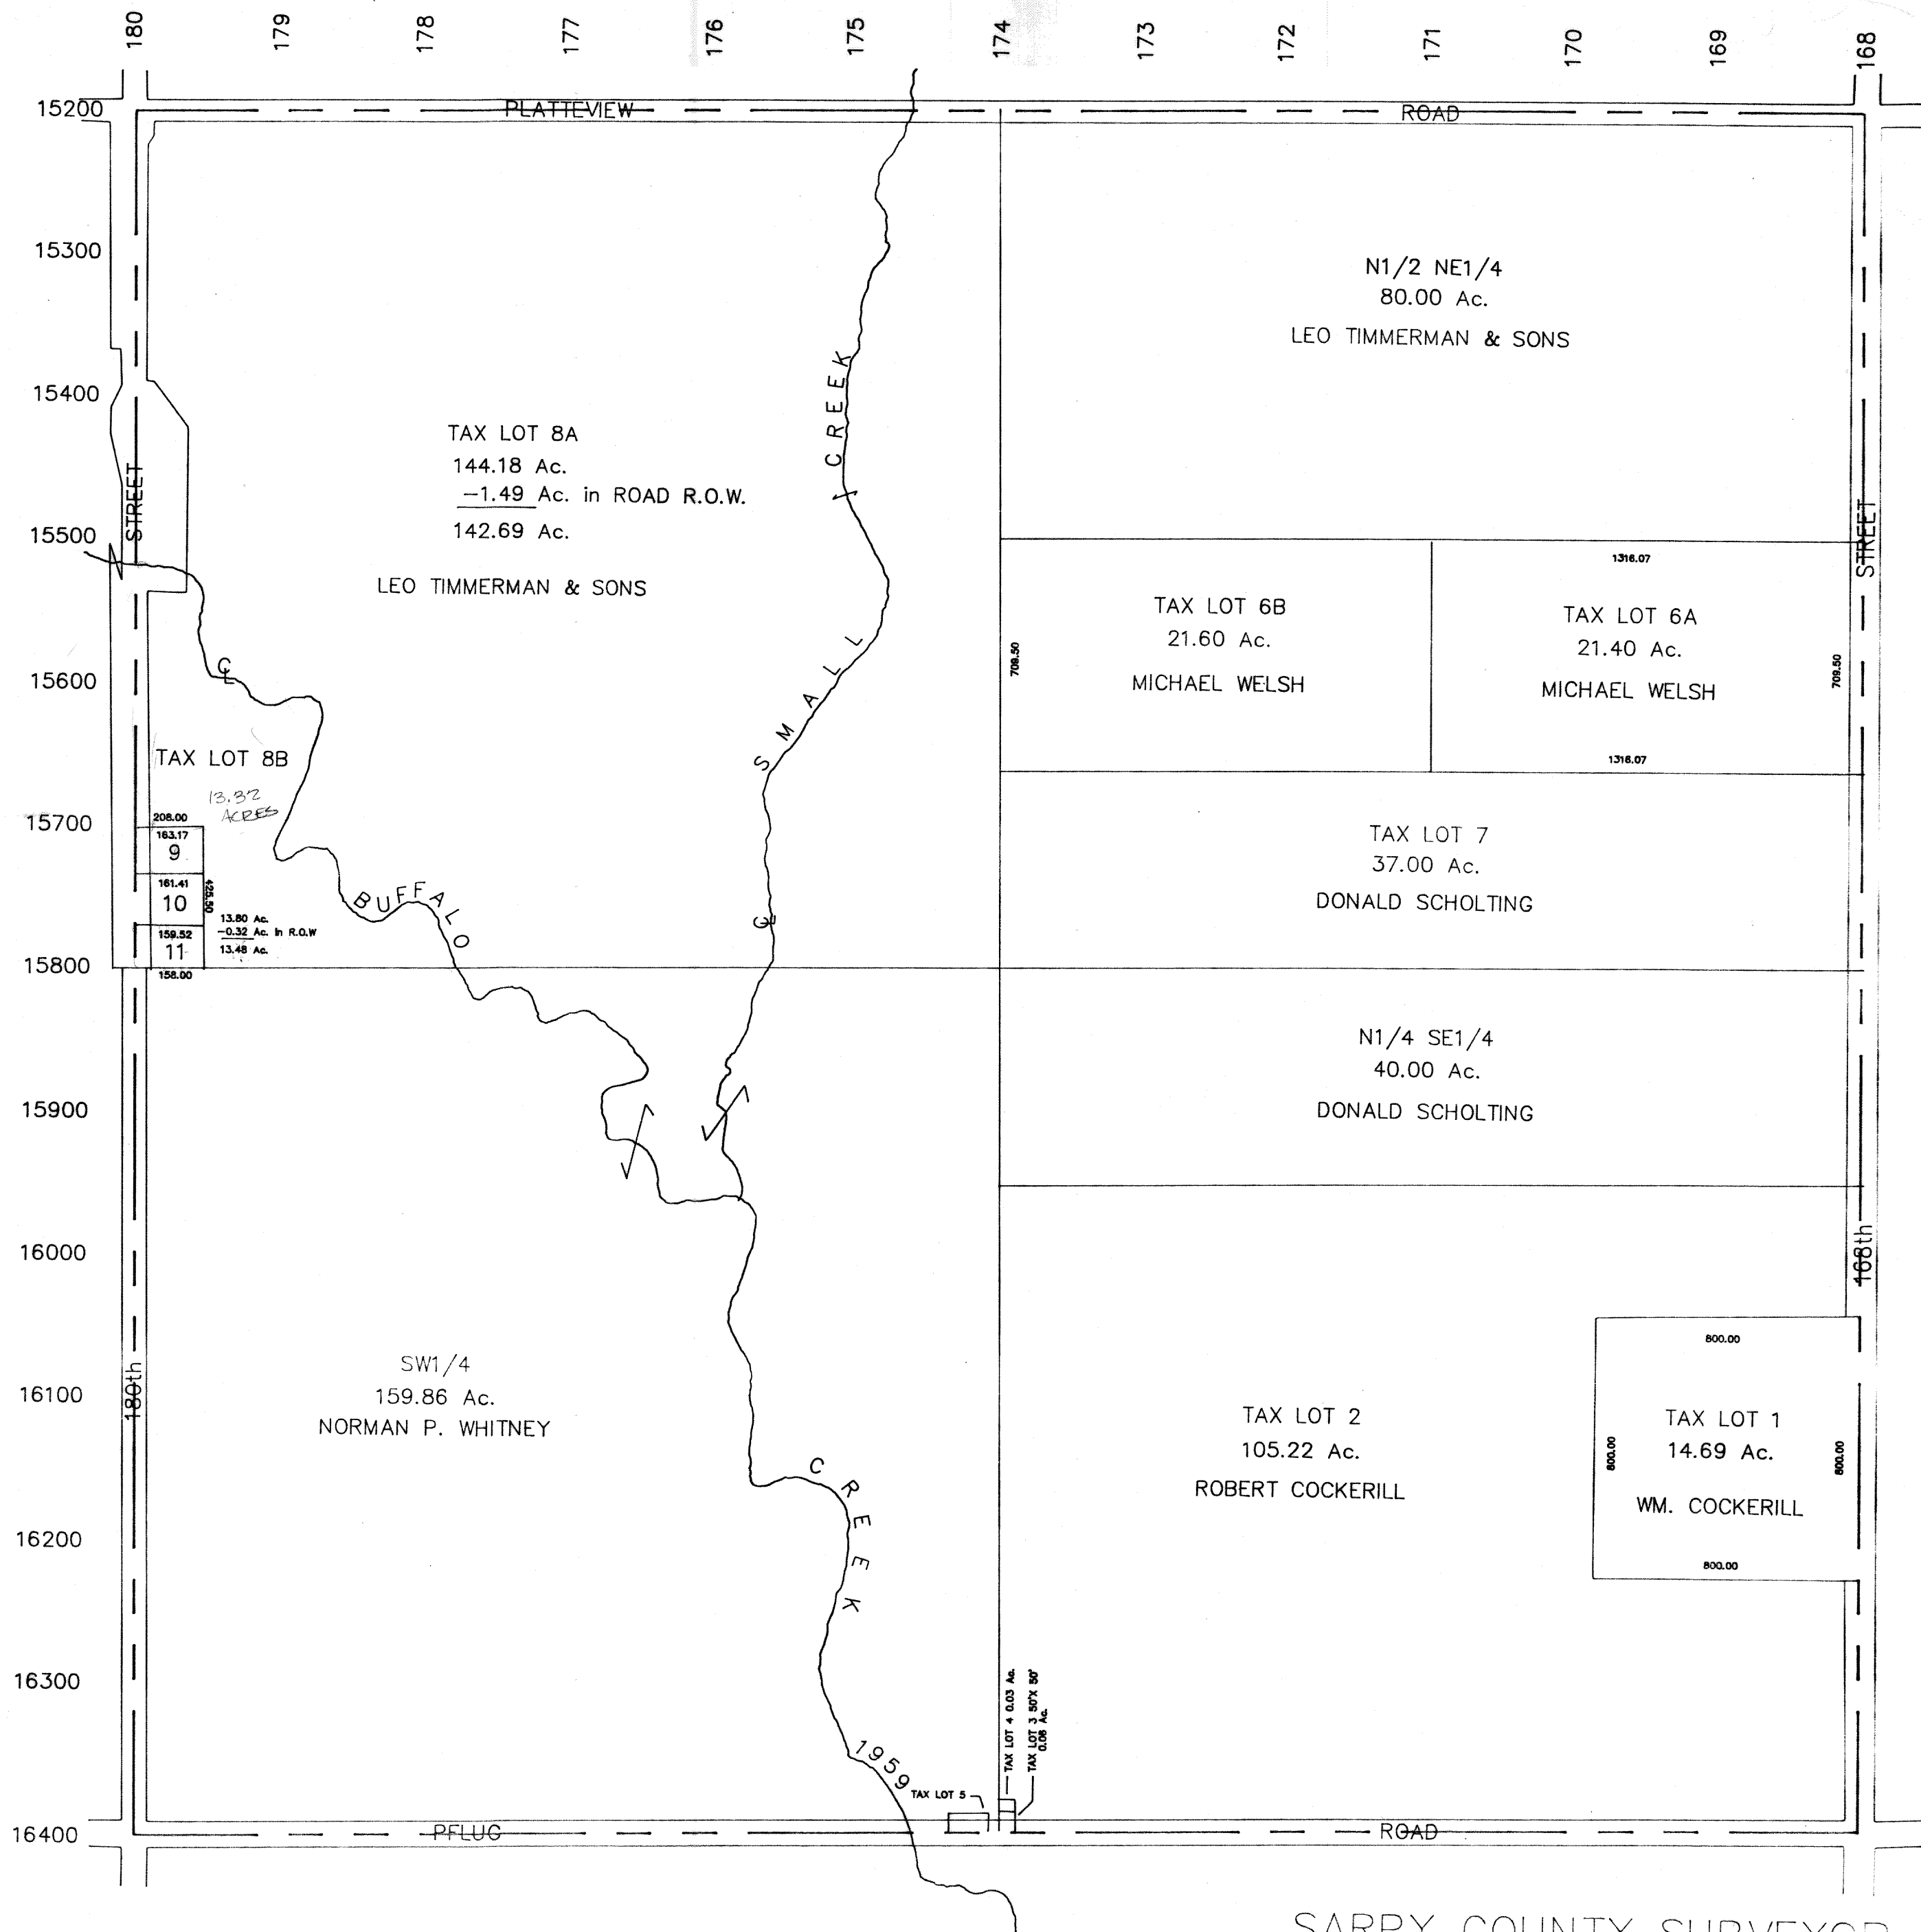 180
179
178
177
176
175
174
173
172
171
170
169
168
15200
PLATTEVIEW ROAD
15300
15400
15500
15600
15700
15800
15900
16000
16100
16200
16300
16400
STREET
180th
TAX LOT 8A
144.18 Ac.
-1.49 Ac. in ROAD R.O.W.
142.69 Ac.
LEO TIMMERMAN & SONS
CREEK
SMALL
CL
CL
N1/2 NE1/4
80.00 Ac.
LEO TIMMERMAN & SONS
STREET
168th
1316.07
TAX LOT 6B
21.60 Ac.
MICHAEL WELSH
709.50
TAX LOT 6A
21.40 Ac.
MICHAEL WELSH
709.50
1316.07
TAX LOT 8B
13.32
ACRES
208.00
163.17
9
161.41
10
425.50
159.52
11
158.00
13.80 Ac.
-0.32 Ac. In R.O.W
13.48 Ac.
BUFFALO
TAX LOT 7
37.00 Ac.
DONALD SCHOLTING
N1/4 SE1/4
40.00 Ac.
DONALD SCHOLTING
SW1/4
159.86 Ac.
NORMAN P. WHITNEY
CREEK
1959
TAX LOT 2
105.22 Ac.
ROBERT COCKERILL
800.00
800.00
TAX LOT 1
14.69 Ac.
WM. COCKERILL
800.00
800.00
TAX LOT 4 0.03 Ac.
TAX LOT 3 50'X 50'
0.06 Ac.
TAX LOT 5
PFLUG ROAD
SARPY COUNTY SURVEYOR